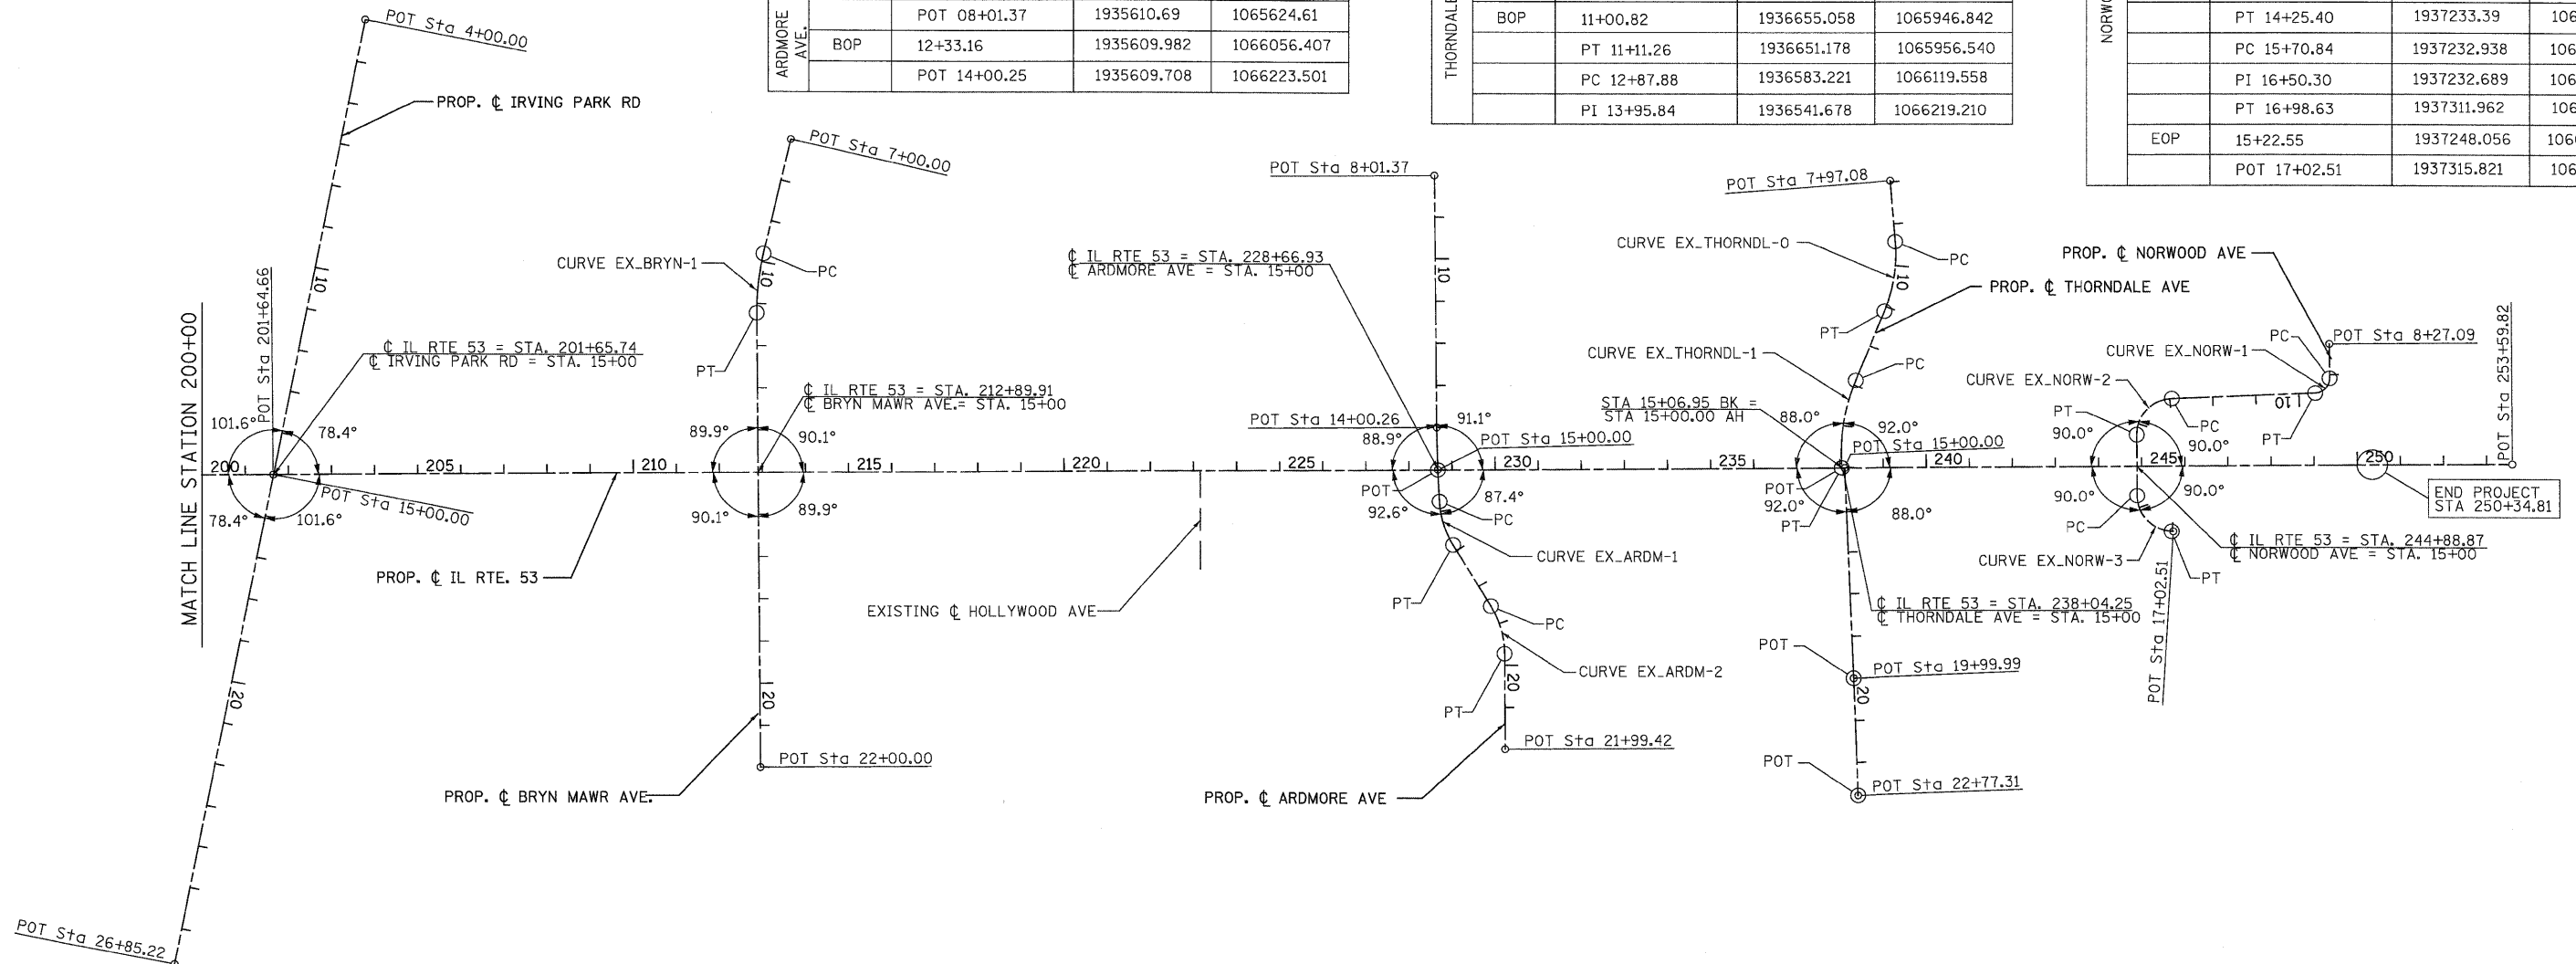 ARDMORE AVE.
POT 08+01.37 1935610.69 1065624.61
BOP 12+33.16 1935609.982 1066056.407
POT 14+00.25 1935609.708 1066223.501
THORNDALE
BOP 11+00.82 1936655.058 1065946.842
PT 11+11.26 1936651.178 1065956.540
PC 12+87.88 1936583.221 1066119.558
PI 13+95.84 1936541.678 1066219.210
PT 14+25.40 1937233.39
PC 15+70.84 1937232.938
PI 16+50.30 1937232.689
PT 16+98.63 1937311.962
EOP 15+22.55 1937248.056
POT 17+02.51 1937315.821
MATCH LINE STATION 200+00
POT Sta 4+00.00
PROP. ℄ IRVING PARK RD
10
POT Sta 201+64.66
℄ IL RTE 53 = STA. 201+65.74
℄ IRVING PARK RD = STA. 15+00
101.6°
78.4°
200
78.4°
101.6°
POT Sta 15+00.00
20
POT Sta 26+85.22
205
210
PROP. ℄ IL RTE. 53
POT Sta 7+00.00
CURVE EX_BRYN-1
PC
10
PT
℄ IL RTE 53 = STA. 212+89.91
℄ BRYN MAWR AVE.= STA. 15+00
89.9°
90.1°
90.1°
89.9°
20
POT Sta 22+00.00
PROP. ℄ BRYN MAWR AVE.
215
220
225
EXISTING ℄ HOLLYWOOD AVE
POT Sta 8+01.37
℄ IL RTE 53 = STA. 228+66.93
℄ ARDMORE AVE = STA. 15+00
10
POT Sta 14+00.26
91.1°
88.9°
POT Sta 15+00.00
230
POT
87.4°
92.6°
PC
CURVE EX_ARDM-1
PT
PC
CURVE EX_ARDM-2
20
PT
POT Sta 21+99.42
PROP. ℄ ARDMORE AVE
POT Sta 7+97.08
CURVE EX_THORNDL-0
PC
10
PROP. ℄ THORNDALE AVE
PT
CURVE EX_THORNDL-1
PC
STA 15+06.95 BK =
STA 15+00.00 AH
88.0°
92.0°
POT Sta 15+00.00
235
240
POT
92.0°
PT
88.0°
℄ IL RTE 53 = STA. 238+04.25
℄ THORNDALE AVE = STA. 15+00
POT
POT Sta 19+99.99
20
POT
POT Sta 22+77.31
PROP. ℄ NORWOOD AVE
PC
POT Sta 8+27.09
CURVE EX_NORW-1
CURVE EX_NORW-2
10
PT
PC
PT
90.0°
90.0°
245
250
90.0°
90.0°
PC
℄ IL RTE 53 = STA. 244+88.87
℄ NORWOOD AVE = STA. 15+00
CURVE EX_NORW-3
PT
POT Sta 17+02.51
END PROJECT
STA 250+34.81
POT Sta 253+59.82